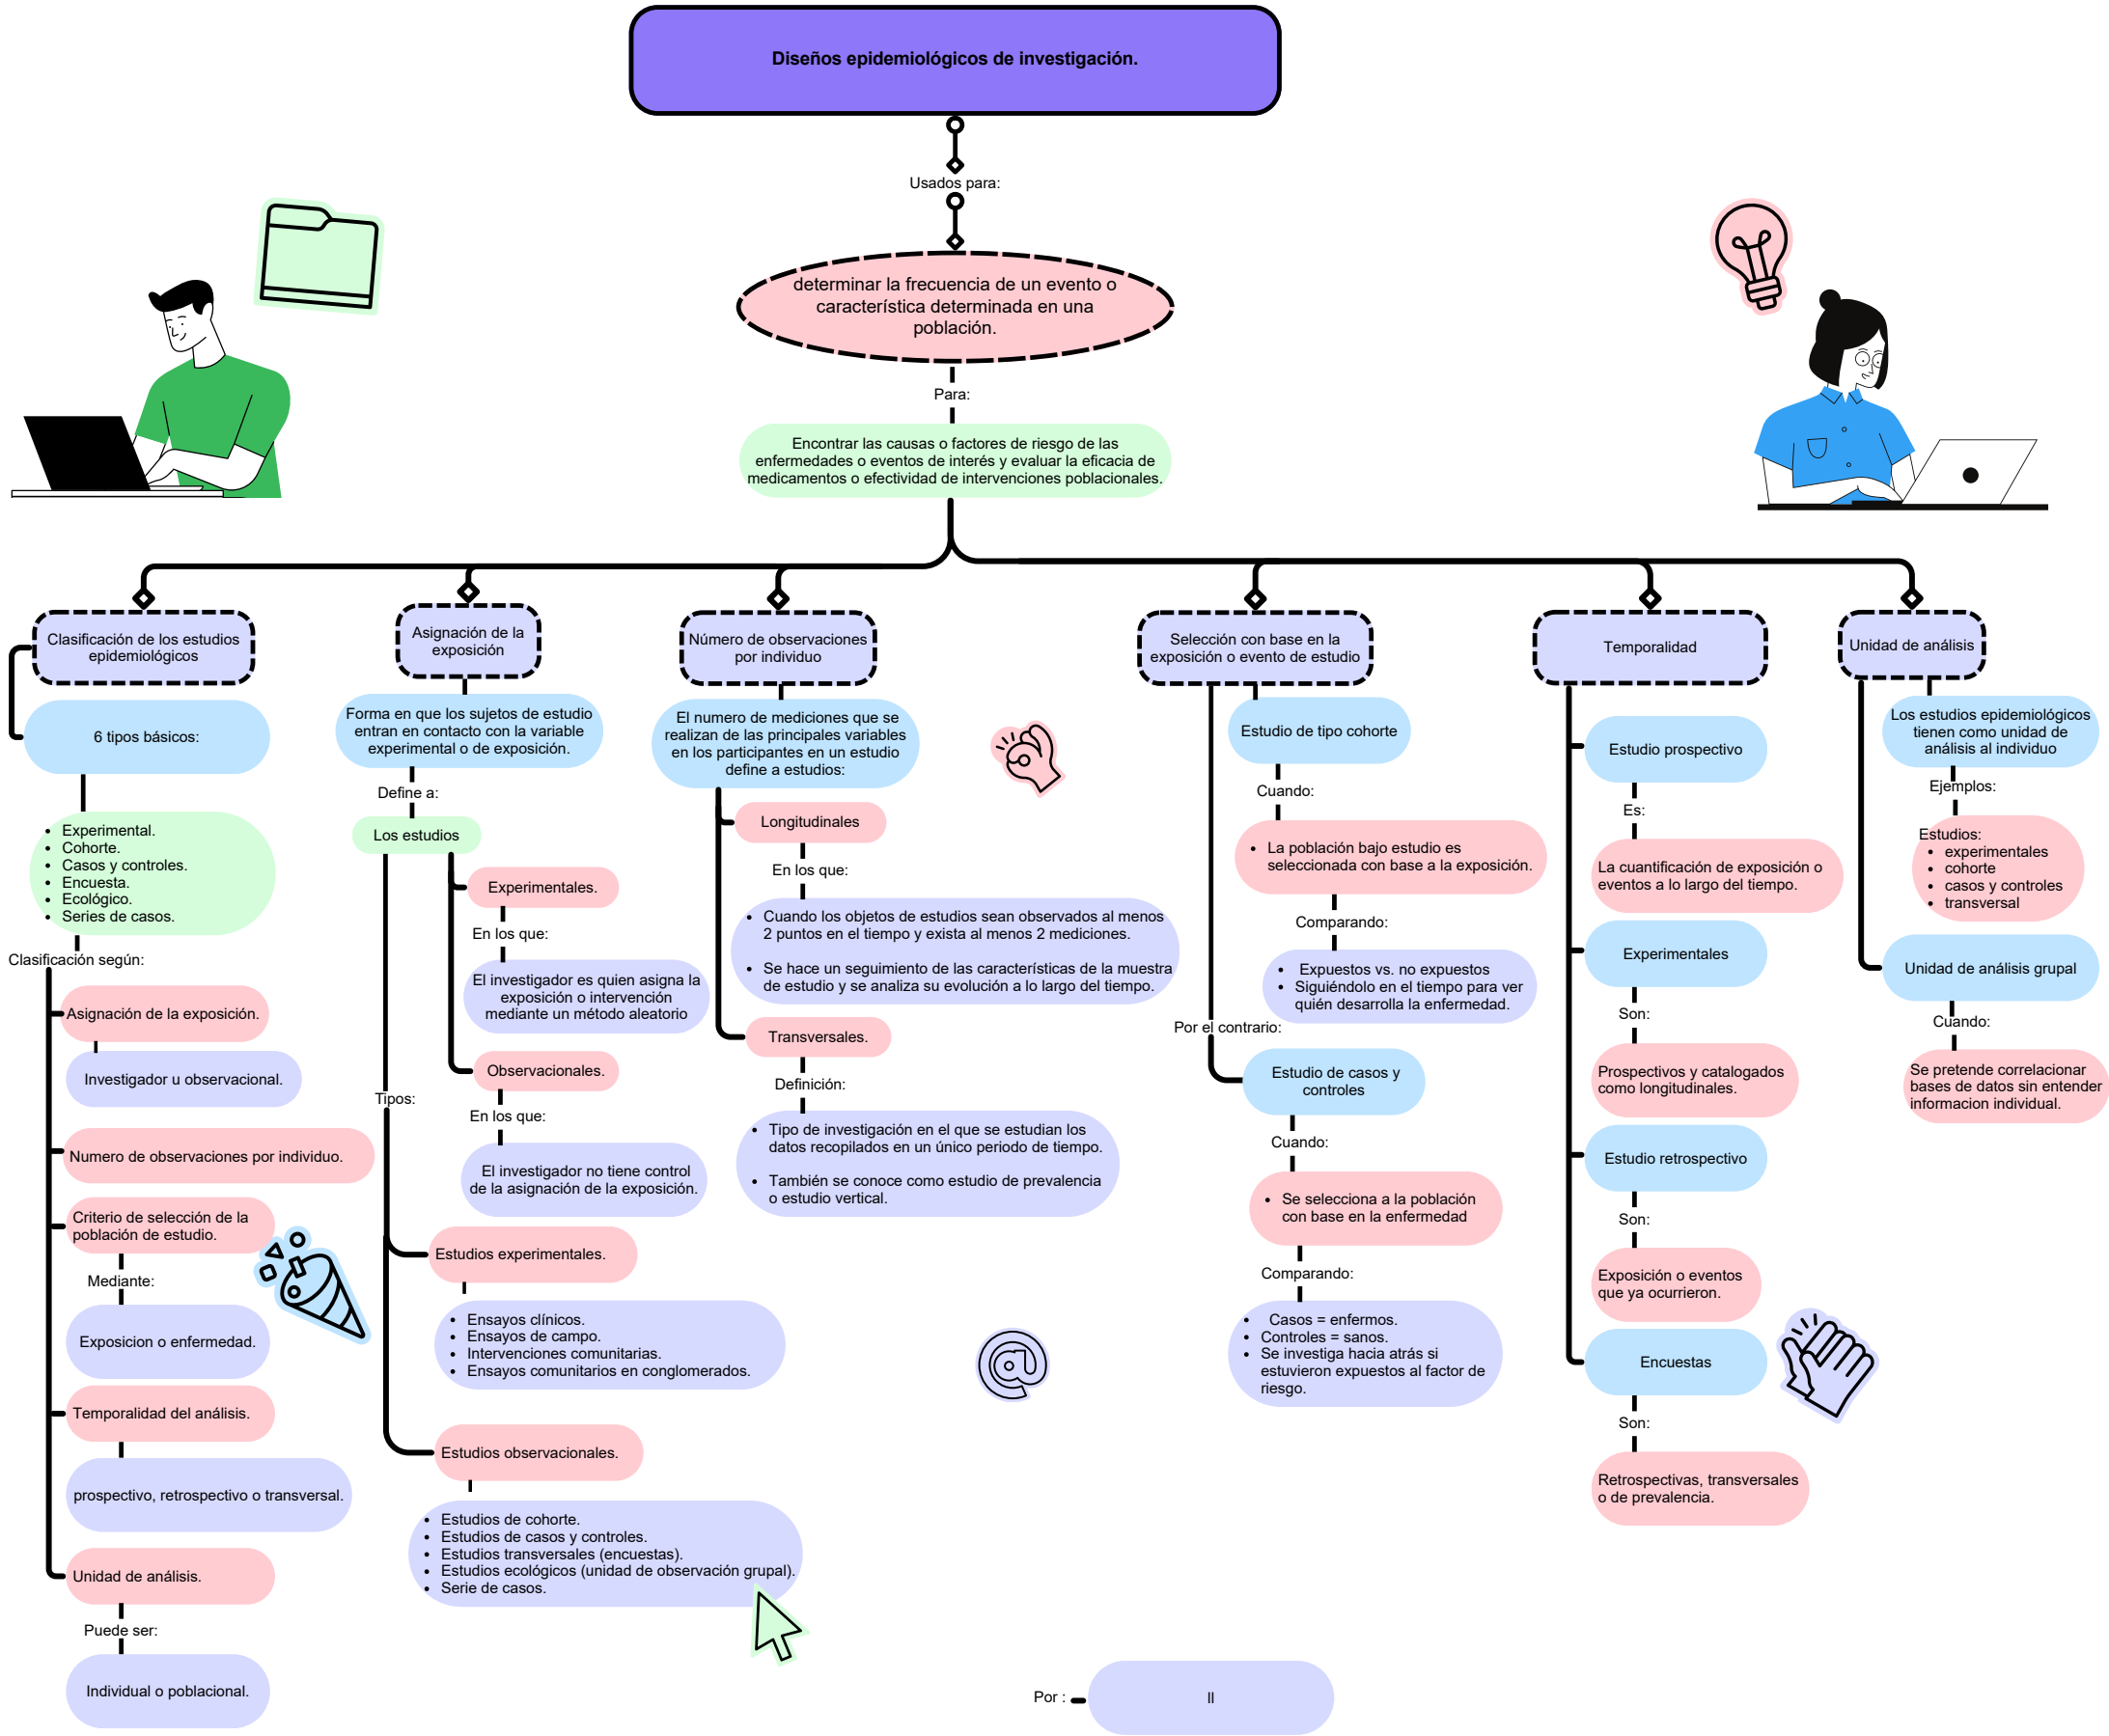 Diseños epidemiológicos de investigación.
Usados para:
determinar la frecuencia de un evento o
característica determinada en una
población.
Para:
Encontrar las causas o factores de riesgo de las
enfermedades o eventos de interés y evaluar la eficacia de
medicamentos o efectividad de intervenciones poblacionales.
Clasificación de los estudios
epidemiológicos
6 tipos básicos:
• Experimental.
• Cohorte.
• Casos y controles.
• Encuesta.
• Ecológico.
• Series de casos.
Clasificación según:
Asignación de la exposición.
Investigador u observacional.
Numero de observaciones por individuo.
Criterio de selección de la
población de estudio.
Mediante:
Exposicion o enfermedad.
Temporalidad del análisis.
prospectivo, retrospectivo o transversal.
Unidad de análisis.
Puede ser:
Individual o poblacional.
Asignación de la
exposición
Forma en que los sujetos de estudio
entran en contacto con la variable
experimental o de exposición.
Define a:
Los estudios
Experimentales.
En los que:
El investigador es quien asigna la
exposición o intervención
mediante un método aleatorio
Observacionales.
En los que:
El investigador no tiene control
de la asignación de la exposición.
Tipos:
Estudios experimentales.
• Ensayos clínicos.
• Ensayos de campo.
• Intervenciones comunitarias.
• Ensayos comunitarios en conglomerados.
Estudios observacionales.
• Estudios de cohorte.
• Estudios de casos y controles.
• Estudios transversales (encuestas).
• Estudios ecológicos (unidad de observación grupal).
• Serie de casos.
Número de observaciones
por individuo
El numero de mediciones que se
realizan de las principales variables
en los participantes en un estudio
define a estudios:
Longitudinales
En los que:
• Cuando los objetos de estudios sean observados al menos
2 puntos en el tiempo y exista al menos 2 mediciones.
• Se hace un seguimiento de las características de la muestra
de estudio y se analiza su evolución a lo largo del tiempo.
Transversales.
Definición:
• Tipo de investigación en el que se estudian los
datos recopilados en un único periodo de tiempo.
• También se conoce como estudio de prevalencia
o estudio vertical.
Selección con base en la
exposición o evento de estudio
Estudio de tipo cohorte
Cuando:
• La población bajo estudio es
seleccionada con base a la exposición.
Comparando:
• Expuestos vs. no expuestos
• Siguiéndolo en el tiempo para ver
quién desarrolla la enfermedad.
Por el contrario:
Estudio de casos y
controles
Cuando:
• Se selecciona a la población
con base en la enfermedad
Comparando:
• Casos = enfermos.
• Controles = sanos.
• Se investiga hacia atrás si
estuvieron expuestos al factor de
riesgo.
Temporalidad
Estudio prospectivo
Es:
La cuantificación de exposición o
eventos a lo largo del tiempo.
Experimentales
Son:
Prospectivos y catalogados
como longitudinales.
Estudio retrospectivo
Son:
Exposición o eventos
que ya ocurrieron.
Encuestas
Son:
Retrospectivas, transversales
o de prevalencia.
Unidad de análisis
Los estudios epidemiológicos
tienen como unidad de
análisis al individuo
Ejemplos:
Estudios:
• experimentales
• cohorte
• casos y controles
• transversal
Unidad de análisis grupal
Cuando:
Se pretende correlacionar
bases de datos sin entender
informacion individual.
Por :
ll